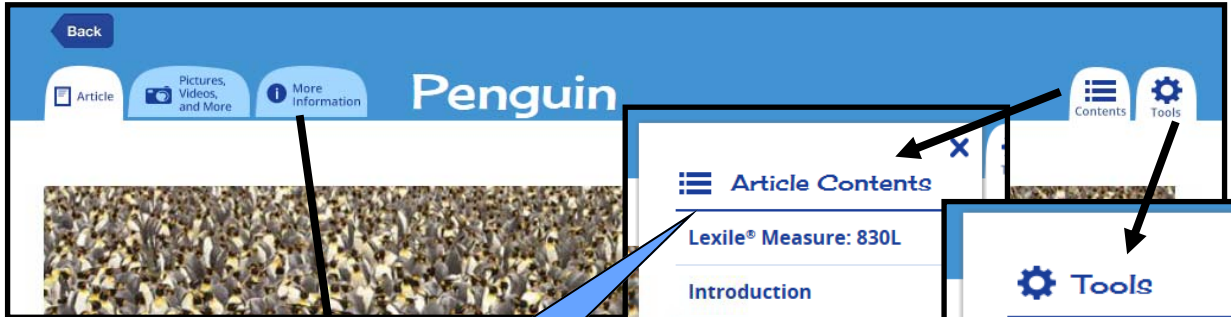 Back
Article
Pictures,
Videos,
and More
More
Information
Penguin
Contents
Tools
Article Contents
Lexile® Measure: 830L
Introduction
Tools